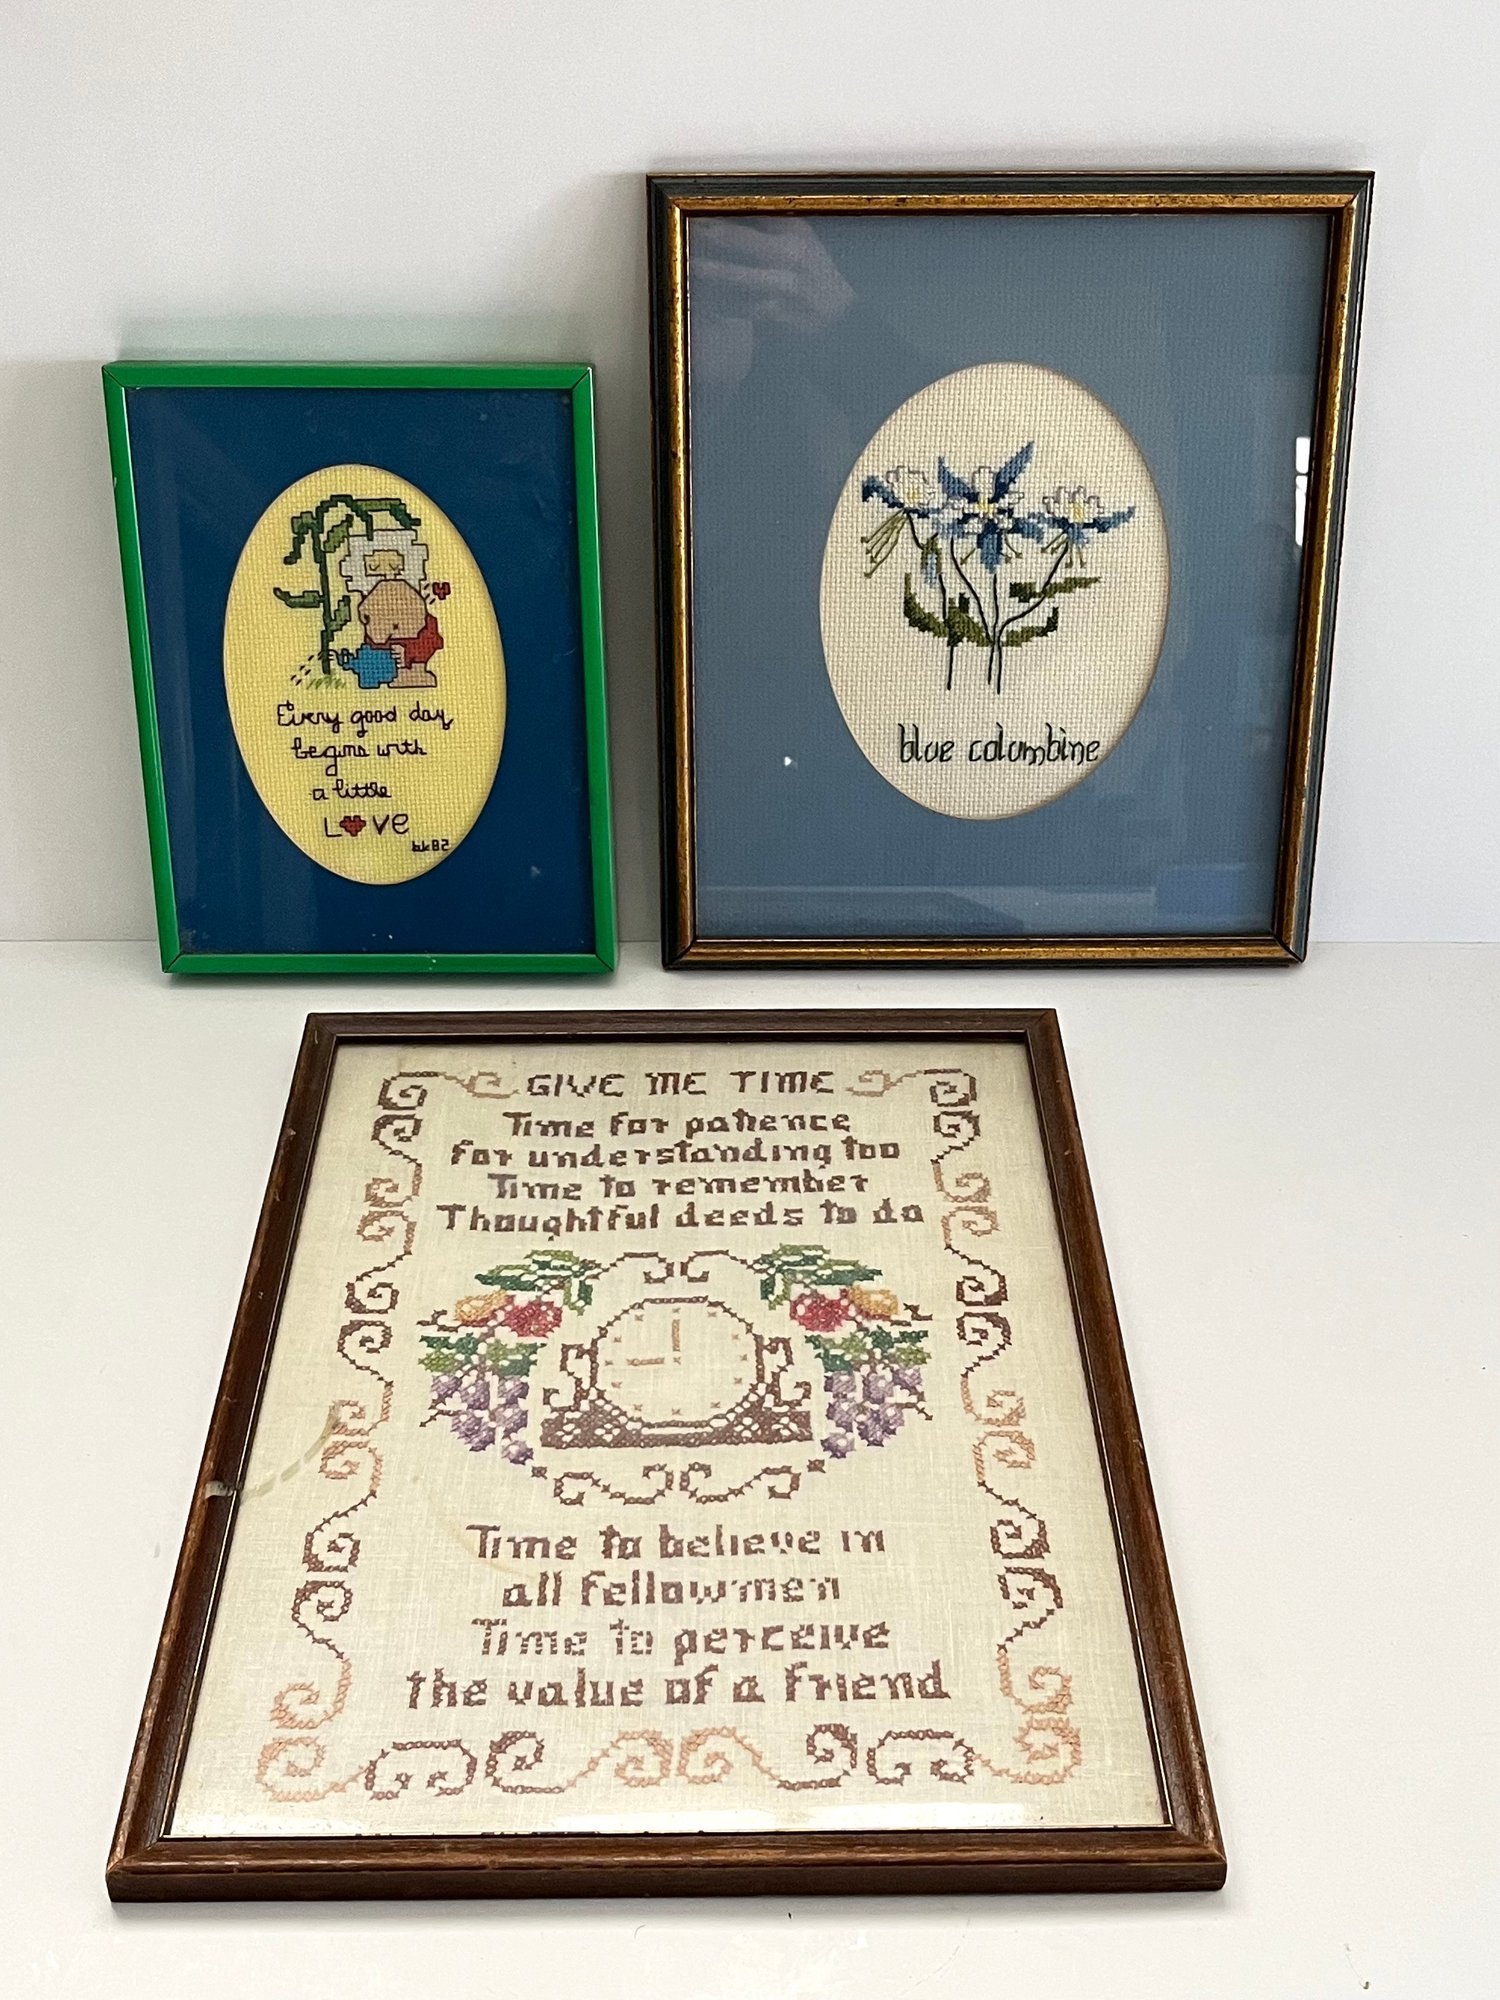 Every good day
begins with
a little
LOVE
bk82
blue columbine
GIVE ME TIME
Time for patience
for understanding too
Time to remember
Thoughtful deeds to do
Time to believe in
all fellowmen
Time to perceive
the value of a friend